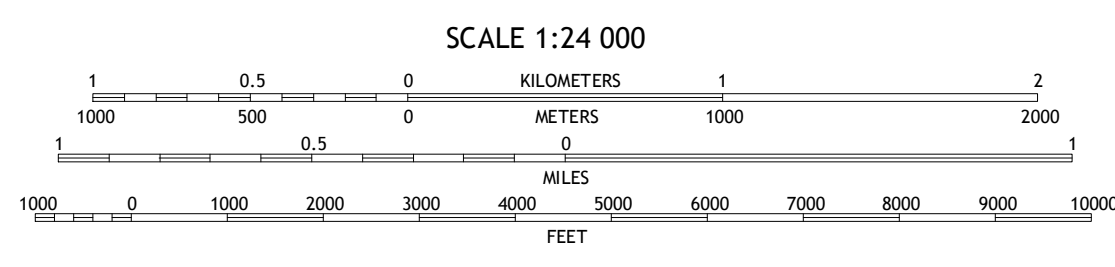 SCALE 1:24 000
1 0.5 0 KILOMETERS 1 2
1000 500 0 METERS 1000 2000
1 0.5 0 1
MILES
1000 0 1000 2000 3000 4000 5000 6000 7000 8000 9000 10000
FEET